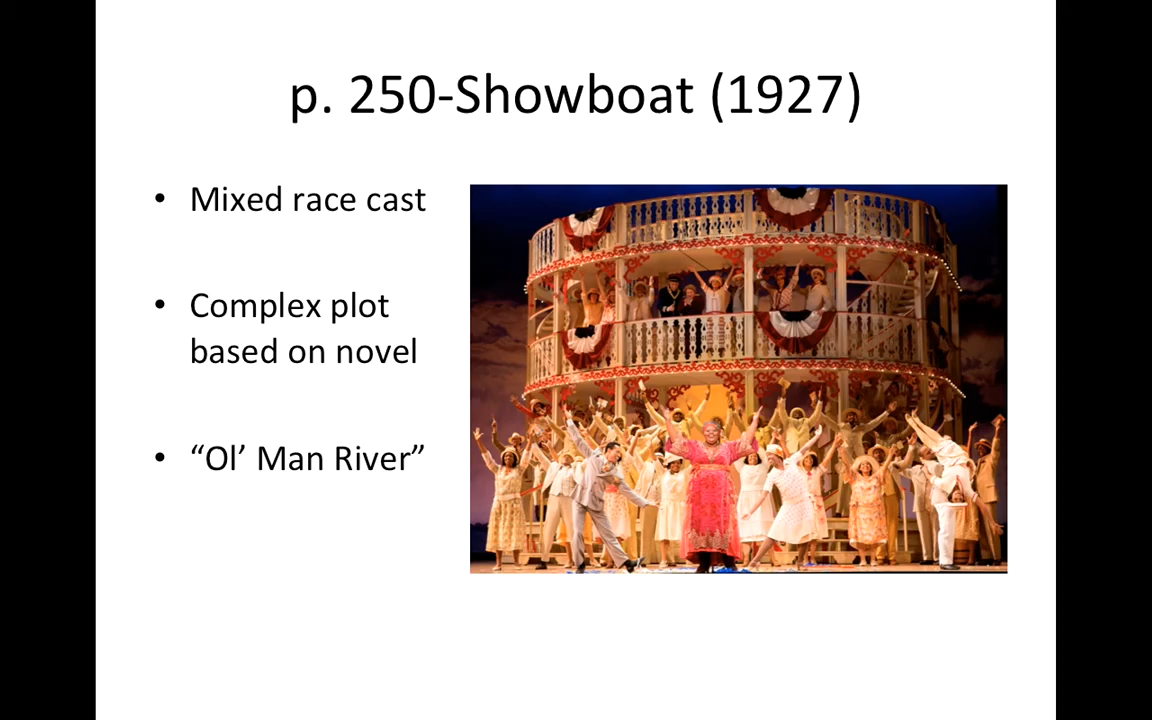 p. 250-Showboat (1927)
• Mixed race cast
• Complex plot
based on novel
• “Ol’ Man River”